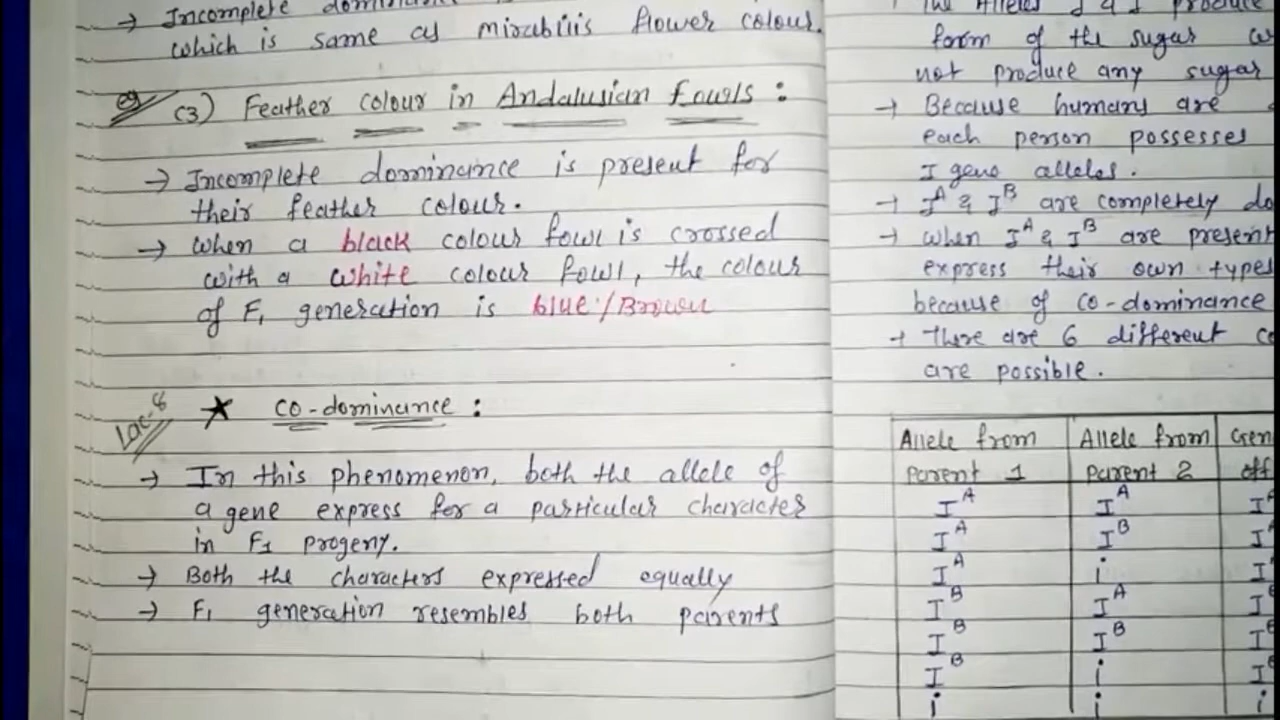 → Incomplete
which is same as mirabilis flower colour.
eg (3) Feather colour in Andalusian Fowls :
→ Incomplete dominance is present for
their feather colour.
→ when a black colour fowl is crossed
with a white colour fowl, the colour
of F1 generation is blue/Brown
Lac-8 ★ co-dominance :
→ In this phenomenon, both the allele of
a gene express for a particular character
in F1 progeny.
→ Both the characters expressed equally
→ F1 generation resembles both parents
form of the sugar
not produce any sugar
→ Because humans are
each person possesses
I gene alleles.
→ I^A & I^B are completely do
→ when I^A & I^B are present
express their own types
because of co-dominance
→ There are 6 different
are possible.
Allele from parent 1 Allele from parent 2
I^A I^A
I^A I^B
I^A i
I^B I^A
I^B I^B
I^B i
i i